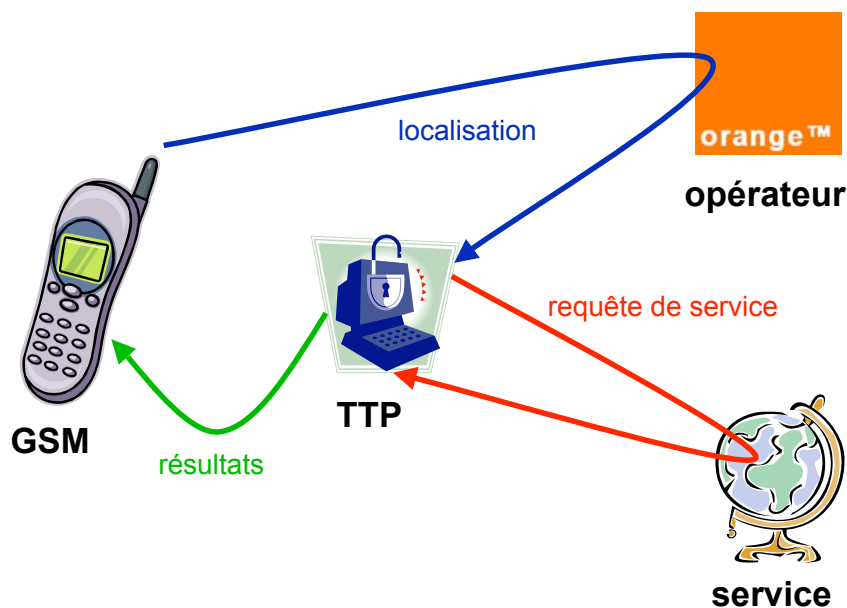 localisation
orange™
opérateur
requête de service
TTP
GSM
résultats
service